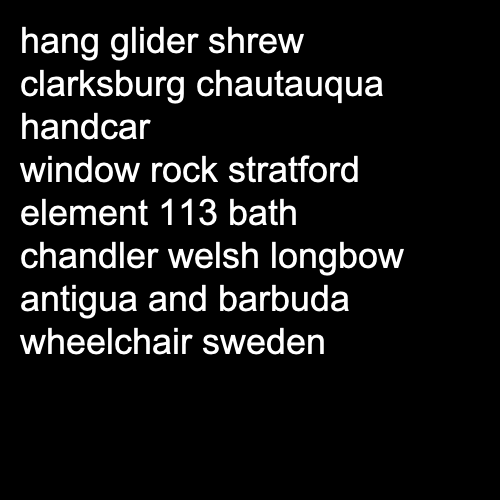 hang glider shrew
clarksburg chautauqua
handcar
window rock stratford
element 113 bath
chandler welsh longbow
antigua and barbuda
wheelchair sweden